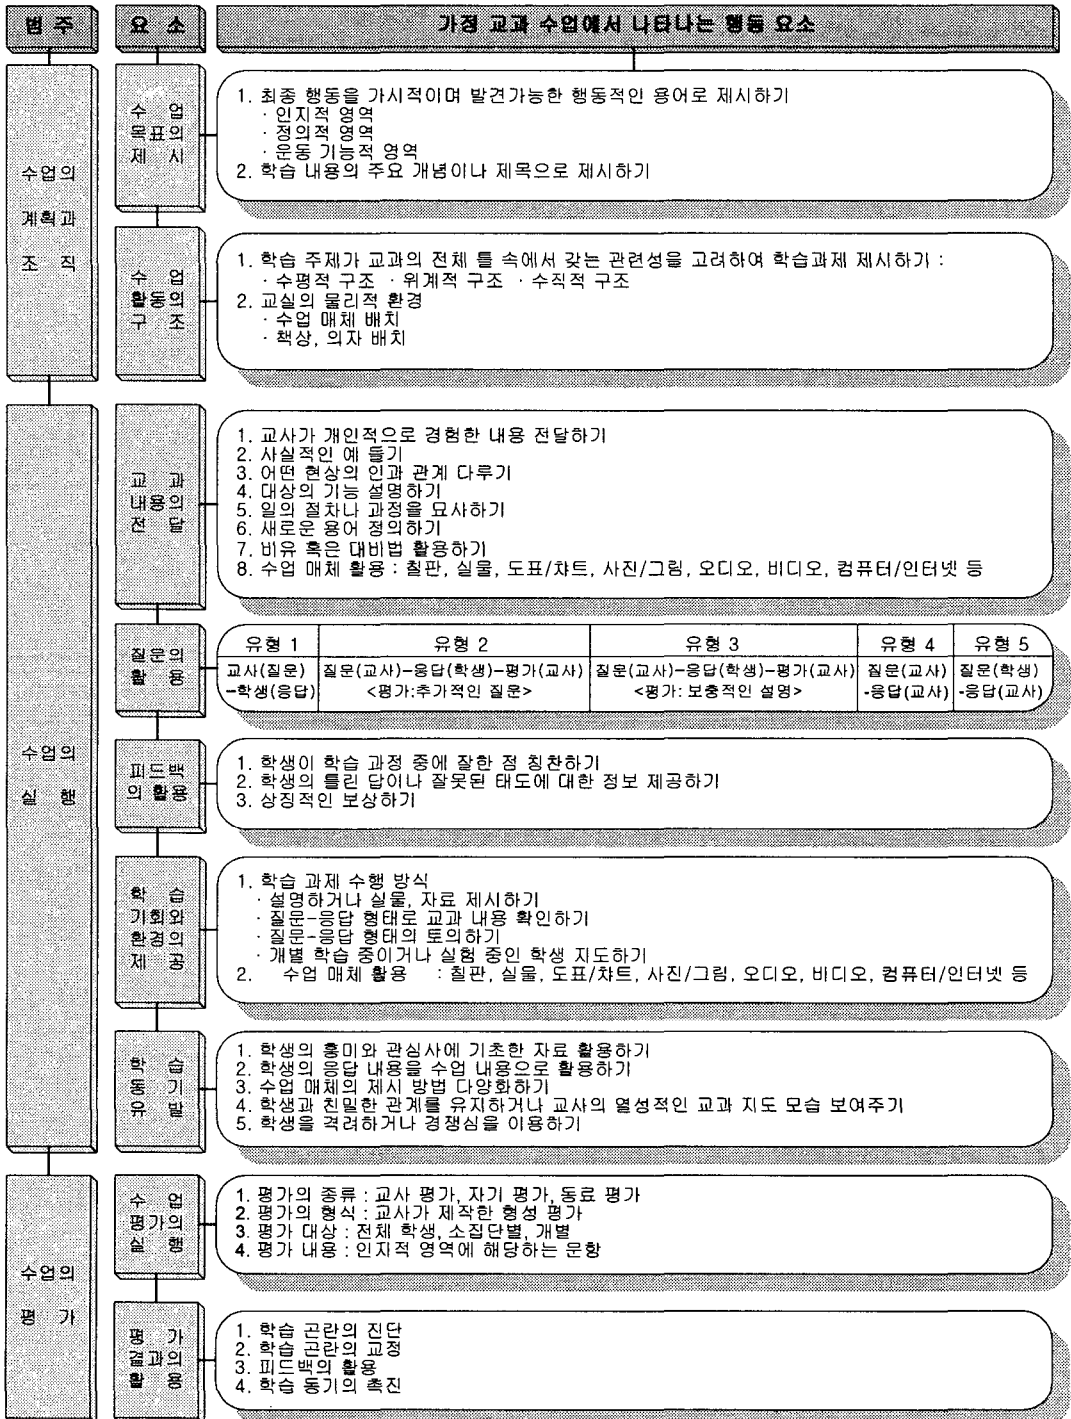 범 주
요 소
가정 교과 수업에서 나타나는 행동 요소
수업의
계획과
조 직
수 업
목표의
제 시
1. 최종 행동을 가시적이며 발견가능한 행동적인 용어로 제시하기
· 인지적 영역
· 정의적 영역
· 운동 기능적 영역
2. 학습 내용의 주요 개념이나 제목으로 제시하기
수 업
활동의
구 조
1. 학습 주제가 교과의 전체 틀 속에서 갖는 관련성을 고려하여 학습과제 제시하기 :
· 수평적 구조 · 위계적 구조 · 수직적 구조
2. 교실의 물리적 환경
· 수업 매체 배치
· 책상, 의자 배치
수업의
실 행
교 과
내용의
전 달
1. 교사가 개인적으로 경험한 내용 전달하기
2. 사실적인 예 들기
3. 어떤 현상의 인과 관계 다루기
4. 대상의 기능 설명하기
5. 일의 절차나 과정을 묘사하기
6. 새로운 용어 정의하기
7. 비유 혹은 대비법 활용하기
8. 수업 매체 활용 : 칠판, 실물, 도표/챠트, 사진/그림, 오디오, 비디오, 컴퓨터/인터넷 등
질문의
활 용
유형 1 유형 2 유형 3 유형 4 유형 5
교사(질문) 질문(교사)-응답(학생)-평가(교사) 질문(교사)-응답(학생)-평가(교사) 질문(교사) 질문(학생)
-학생(응답) <평가:추가적인 질문> <평가: 보충적인 설명> -응답(교사) -응답(교사)
피드백
의 활용
1. 학생이 학습 과정 중에 잘한 점 칭찬하기
2. 학생의 틀린 답이나 잘못된 태도에 대한 정보 제공하기
3. 상징적인 보상하기
학 습
기회와
환경의
제 공
1. 학습 과제 수행 방식
· 설명하거나 실물, 자료 제시하기
· 질문-응답 형태로 교과 내용 확인하기
· 질문-응답 형태의 토의하기
· 개별 학습 중이거나 실험 중인 학생 지도하기
2. 수업 매체 활용 : 칠판, 실물, 도표/챠트, 사진/그림, 오디오, 비디오, 컴퓨터/인터넷 등
학 습
동 기
유 발
1. 학생의 흥미와 관심사에 기초한 자료 활용하기
2. 학생의 응답 내용을 수업 내용으로 활용하기
3. 수업 매체의 제시 방법 다양화하기
4. 학생과 친밀한 관계를 유지하거나 교사의 열성적인 교과 지도 모습 보여주기
5. 학생을 격려하거나 경쟁심을 이용하기
수업의
평 가
수 업
평가의
실 행
1. 평가의 종류 : 교사 평가, 자기 평가, 동료 평가
2. 평가의 형식 : 교사가 제작한 형성 평가
3. 평가 대상 : 전체 학생, 소집단별, 개별
4. 평가 내용 : 인지적 영역에 해당하는 문항
평 가
결과의
활 용
1. 학습 곤란의 진단
2. 학습 곤란의 교정
3. 피드백의 활용
4. 학습 동기의 촉진